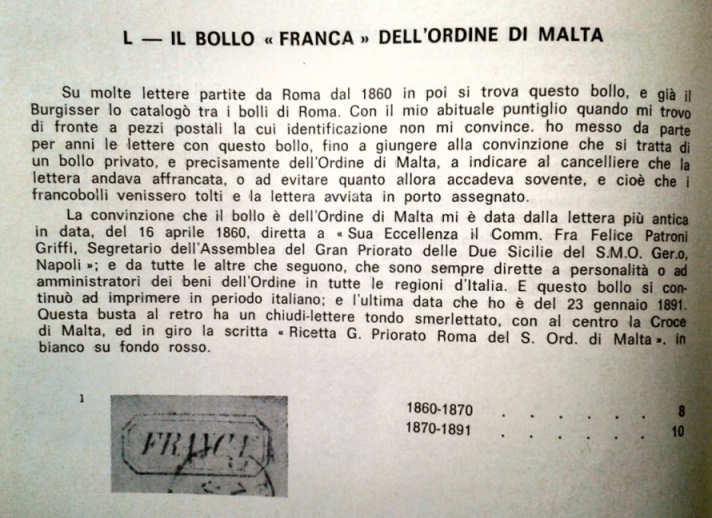 L — IL BOLLO « FRANCA » DELL'ORDINE DI MALTA
Su molte lettere partite da Roma dal 1860 in poi si trova questo bollo, e già il
Burgisser lo catalogò tra i bolli di Roma. Con il mio abituale puntiglio quando mi trovo
di fronte a pezzi postali la cui identificazione non mi convince. ho messo da parte
per anni le lettere con questo bollo, fino a giungere alla convinzione che si tratta di
un bollo privato, e precisamente dell'Ordine di Malta, a indicare al cancelliere che la
lettera andava affrancata, o ad evitare quanto allora accadeva sovente, e cioè che i
francobolli venissero tolti e la lettera avviata in porto assegnato.
La convinzione che il bollo è dell'Ordine di Malta mi è data dalla lettera più antica
in data, del 16 aprile 1860, diretta a « Sua Eccellenza il Comm. Fra Felice Patroni
Griffi, Segretario dell'Assemblea del Gran Priorato delle Due Sicilie del S.M.O. Ger.o,
Napoli »; e da tutte le altre che seguono, che sono sempre dirette a personalità o ad
amministratori dei beni dell'Ordine in tutte le regioni d'Italia. E questo bollo si con-
tinuò ad imprimere in periodo italiano; e l'ultima data che ho è del 23 gennaio 1891.
Questa busta al retro ha un chiudi-lettere tondo smerlettato, con al centro la Croce
di Malta, ed in giro la scritta « Ricetta G. Priorato Roma del S. Ord. di Malta ». in
bianco su fondo rosso.
1
FRANCA
1860-1870 . . . . . . 8
1870-1891 . . . . . . 10